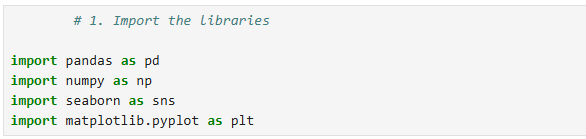 # 1. Import the libraries
import pandas as pd
import numpy as np
import seaborn as sns
import matplotlib.pyplot as plt